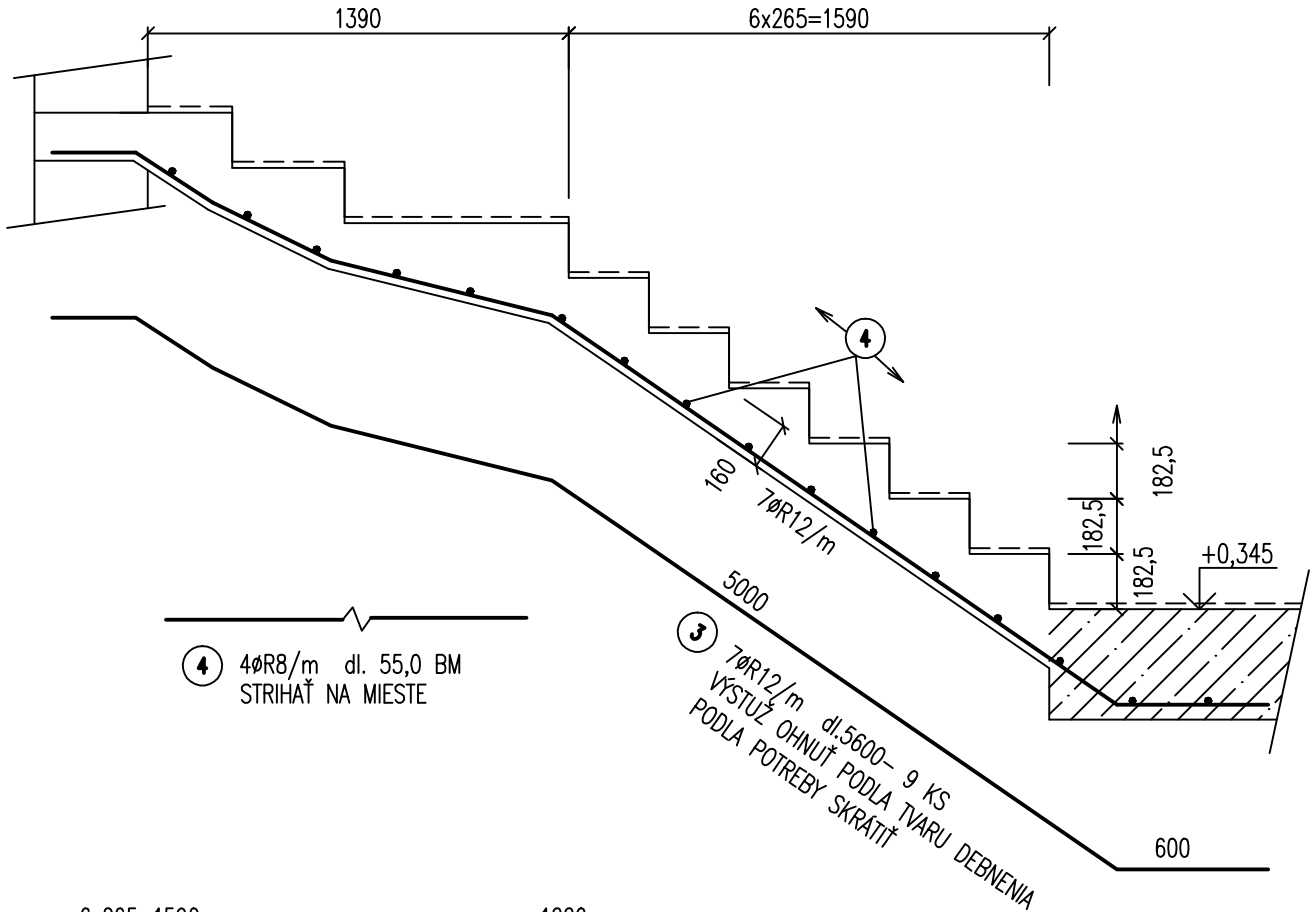 1390
6x265=1590
4
160
7øR12/m
182,5
182,5
182,5
+0,345
5000
4
4øR8/m dl. 55,0 BM
STRIHAŤ NA MIESTE
3
7øR12/m dl.5600- 9 KS
VÝSTUŽ OHNUŤ PODLA TVARU DEBNENIA
PODLA POTREBY SKRÁTIŤ
600